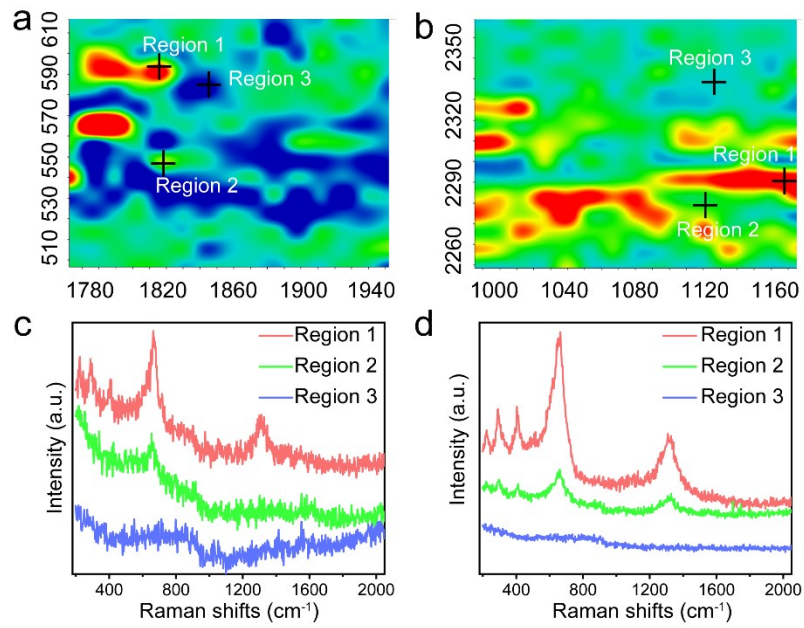 a
610
590
570
550
530
510
Region 1
Region 3
Region 2
1780 1820 1860 1900 1940
b
2350
2320
2290
2260
Region 3
Region 1
Region 2
1000 1040 1080 1120 1160
c
Intensity (a.u.)
Region 1
Region 2
Region 3
400 800 1200 1600 2000
Raman shifts (cm⁻¹)
d
Intensity (a.u.)
Region 1
Region 2
Region 3
400 800 1200 1600 2000
Raman shifts (cm⁻¹)